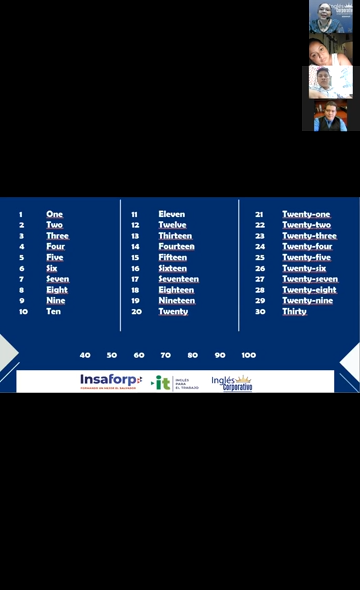 1 One
2 Two
3 Three
4 Four
5 Five
6 Six
7 Seven
8 Eight
9 Nine
10 Ten
11 Eleven
12 Twelve
13 Thirteen
14 Fourteen
15 Fifteen
16 Sixteen
17 Seventeen
18 Eighteen
19 Nineteen
20 Twenty
21 Twenty-one
22 Twenty-two
23 Twenty-three
24 Twenty-four
25 Twenty-five
26 Twenty-six
27 Twenty-seven
28 Twenty-eight
29 Twenty-nine
30 Thirty
40 50 60 70 80 90 100
Insaforp
it
INGLÉS
PARA
EL TRABAJO
Inglés
Corporativo